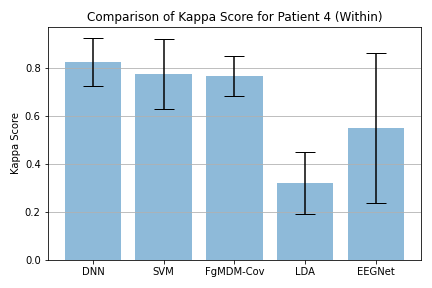 Comparison of Kappa Score for Patient 4 (Within)
Kappa Score
0.8
0.6
0.4
0.2
0.0
DNN SVM FgMDM-Cov LDA EEGNet